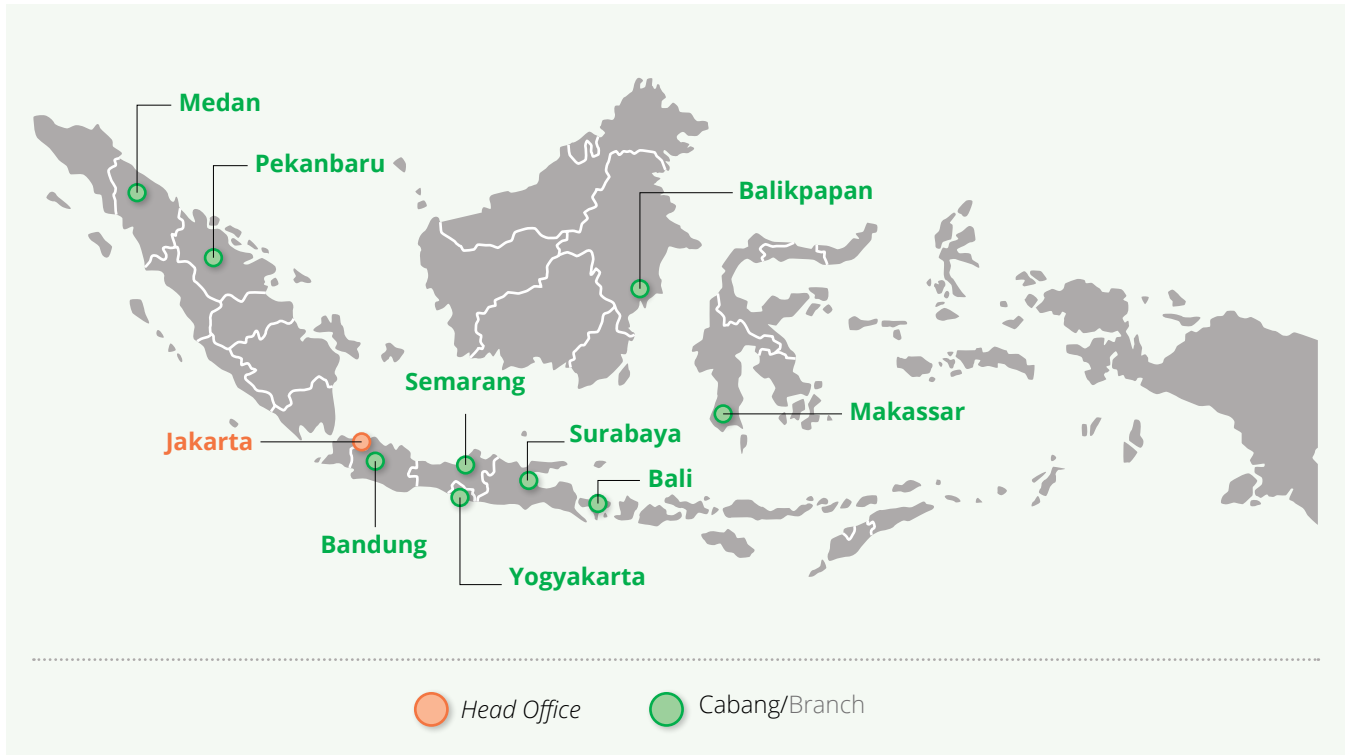 Medan
Pekanbaru
Balikpapan
Semarang
Makassar
Jakarta
Surabaya
Bali
Bandung
Yogyakarta
Head Office
Cabang/Branch